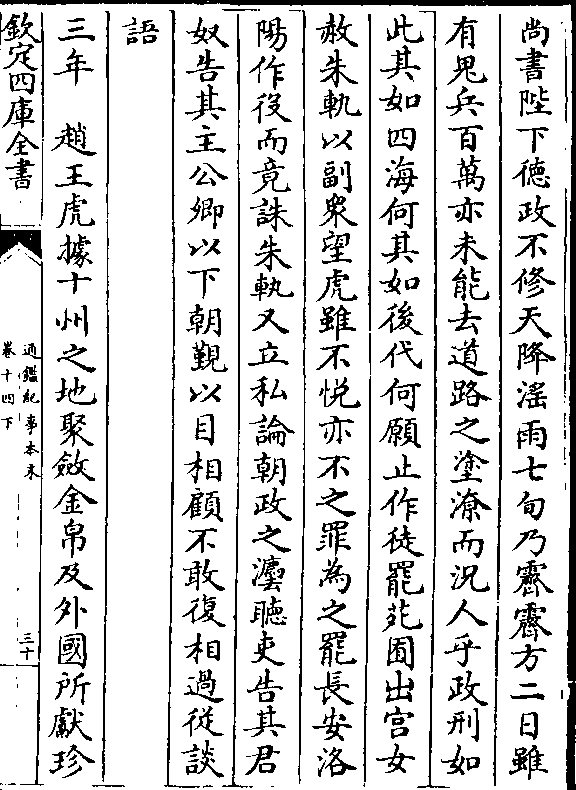 尚書陛下徳政不修天降滛雨七旬乃霽霽方二日雖
有鬼兵百萬亦未能去道路之塗潦而況人乎政刑如
此其如四海何其如後代何願止作徒罷苑囿出宫女
赦朱軌以副衆望虎雖不悦亦不之罪為之罷長安洛
陽作役而竟誅朱軌又立私論朝政之灋聽吏告其君
奴告其主公卿以下朝覲以目相顧不敢復相過從談
語
三年　趙王虎據十州之地聚斂金帛及外國所獻珍
欽定四庫全書
通鑑紀事本末
卷十四下
三十